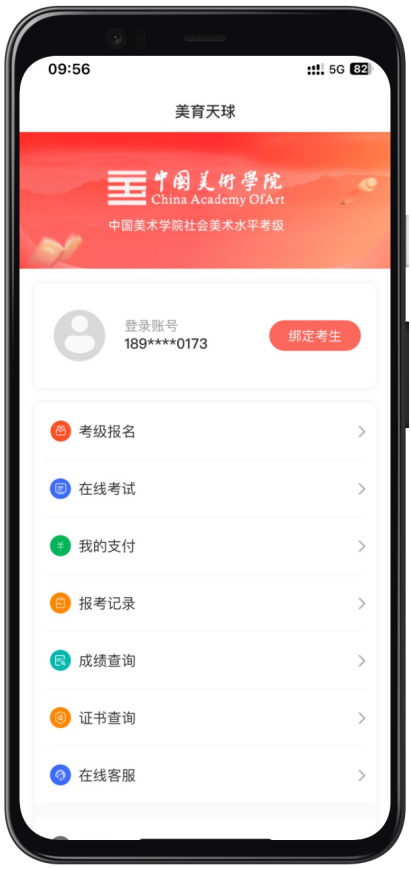 09:56
5G 82
美育天球
中国美術學院
China Academy OfArt
中国美术学院社会美术水平考级
登录账号
189****0173
绑定考生
考级报名
在线考试
我的支付
报考记录
成绩查询
证书查询
在线客服